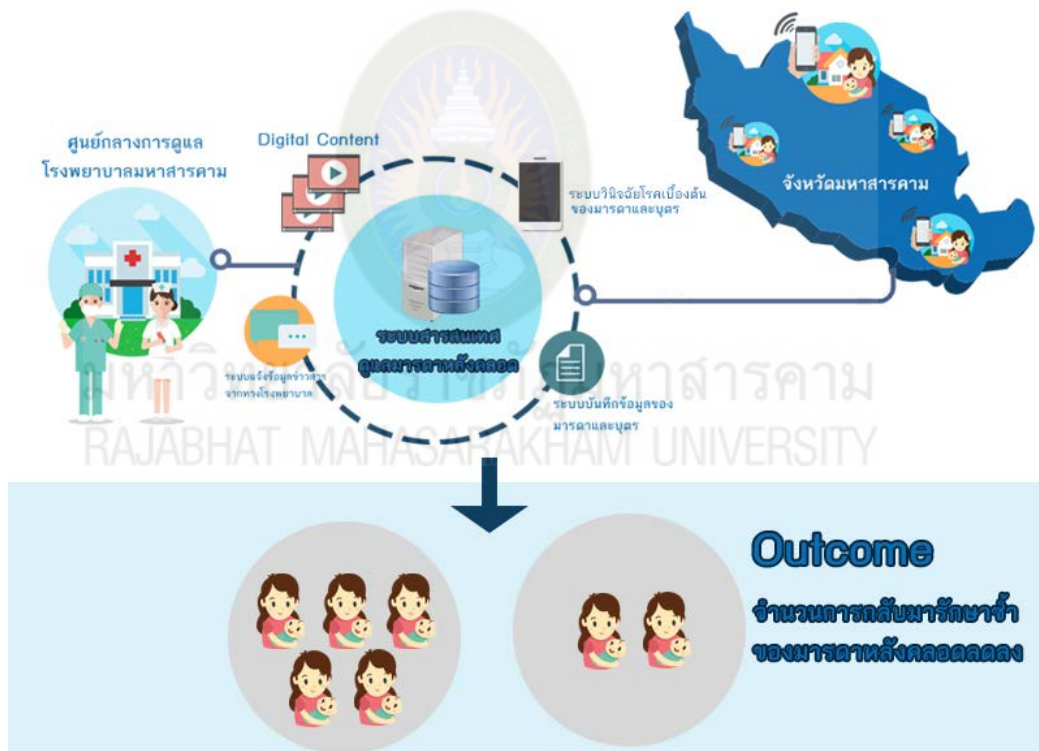 ศูนย์กลางการดูแล
โรงพยาบาลมหาสารคาม
Digital Content
ระบบวินิจฉัยโรคเบื้องต้น
ของมารดาและบุตร
จังหวัดมหาสารคาม
ระบบสารสนเทศ
ดูแลมารดาหลังคลอด
ระบบแจ้งข้อมูลข่าวสาร
จากทางโรงพยาบาล
ระบบบันทึกข้อมูลของ
มารดาและบุตร
มหาวิทยาลัยราชภัฏมหาสารคาม
RAJABHAT MAHASARAKHAM UNIVERSITY
Outcome
จำนวนการกลับมารักษาซ้ำ
ของมารดาหลังคลอดลดลง